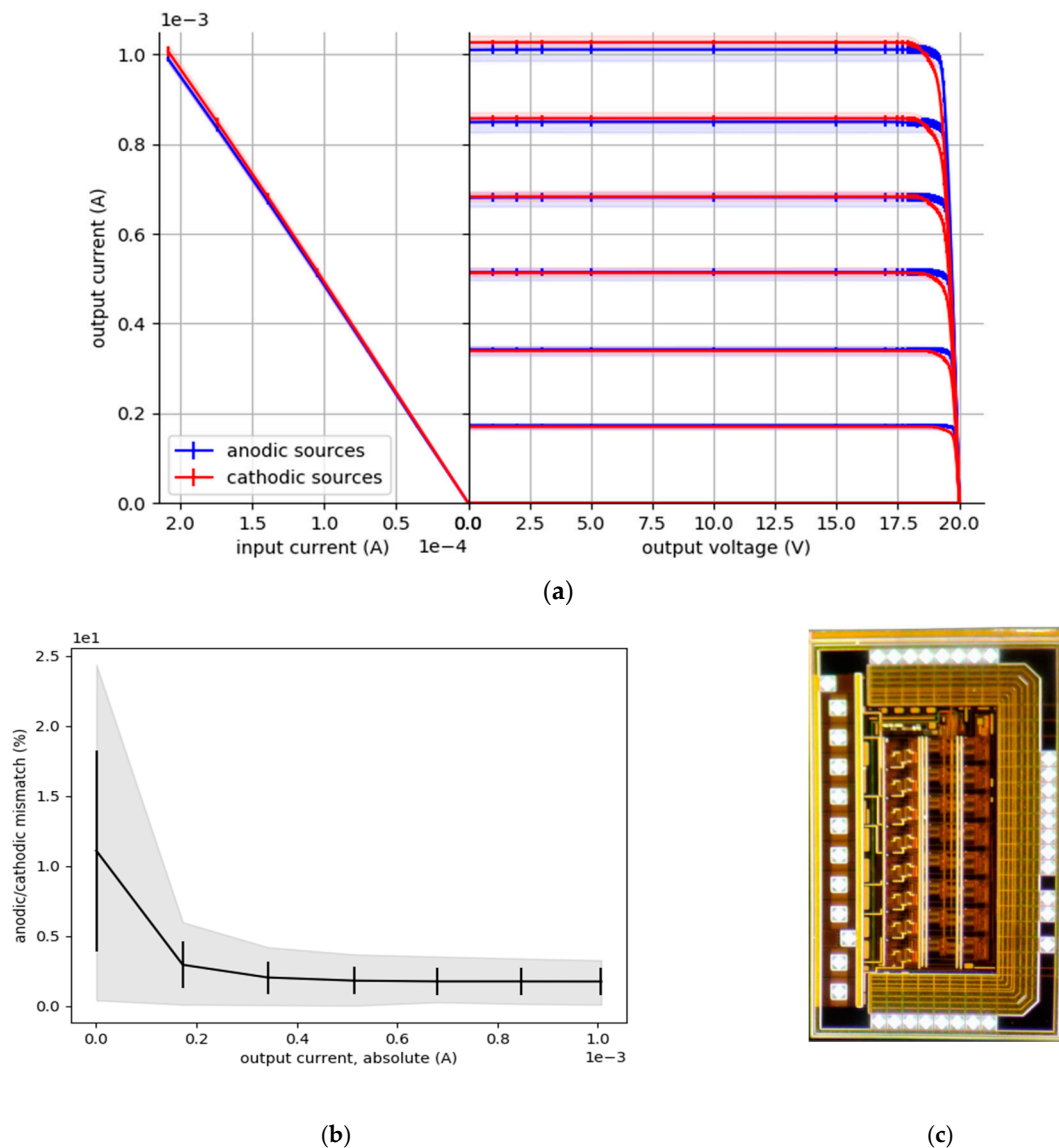 1e−3
1.0
0.8
0.6
0.4
0.2
0.0
output current (A)
anodic sources
cathodic sources
2.0 1.5 1.0 0.5 0.0
input current (A)
1e−4
0.0 2.5 5.0 7.5 10.0 12.5 15.0 17.5 20.0
output voltage (V)
(a)
1e1
2.5
2.0
1.5
1.0
0.5
0.0
anodic/cathodic mismatch (%)
0.0 0.2 0.4 0.6 0.8 1.0
output current, absolute (A)
1e−3
(b)
(c)